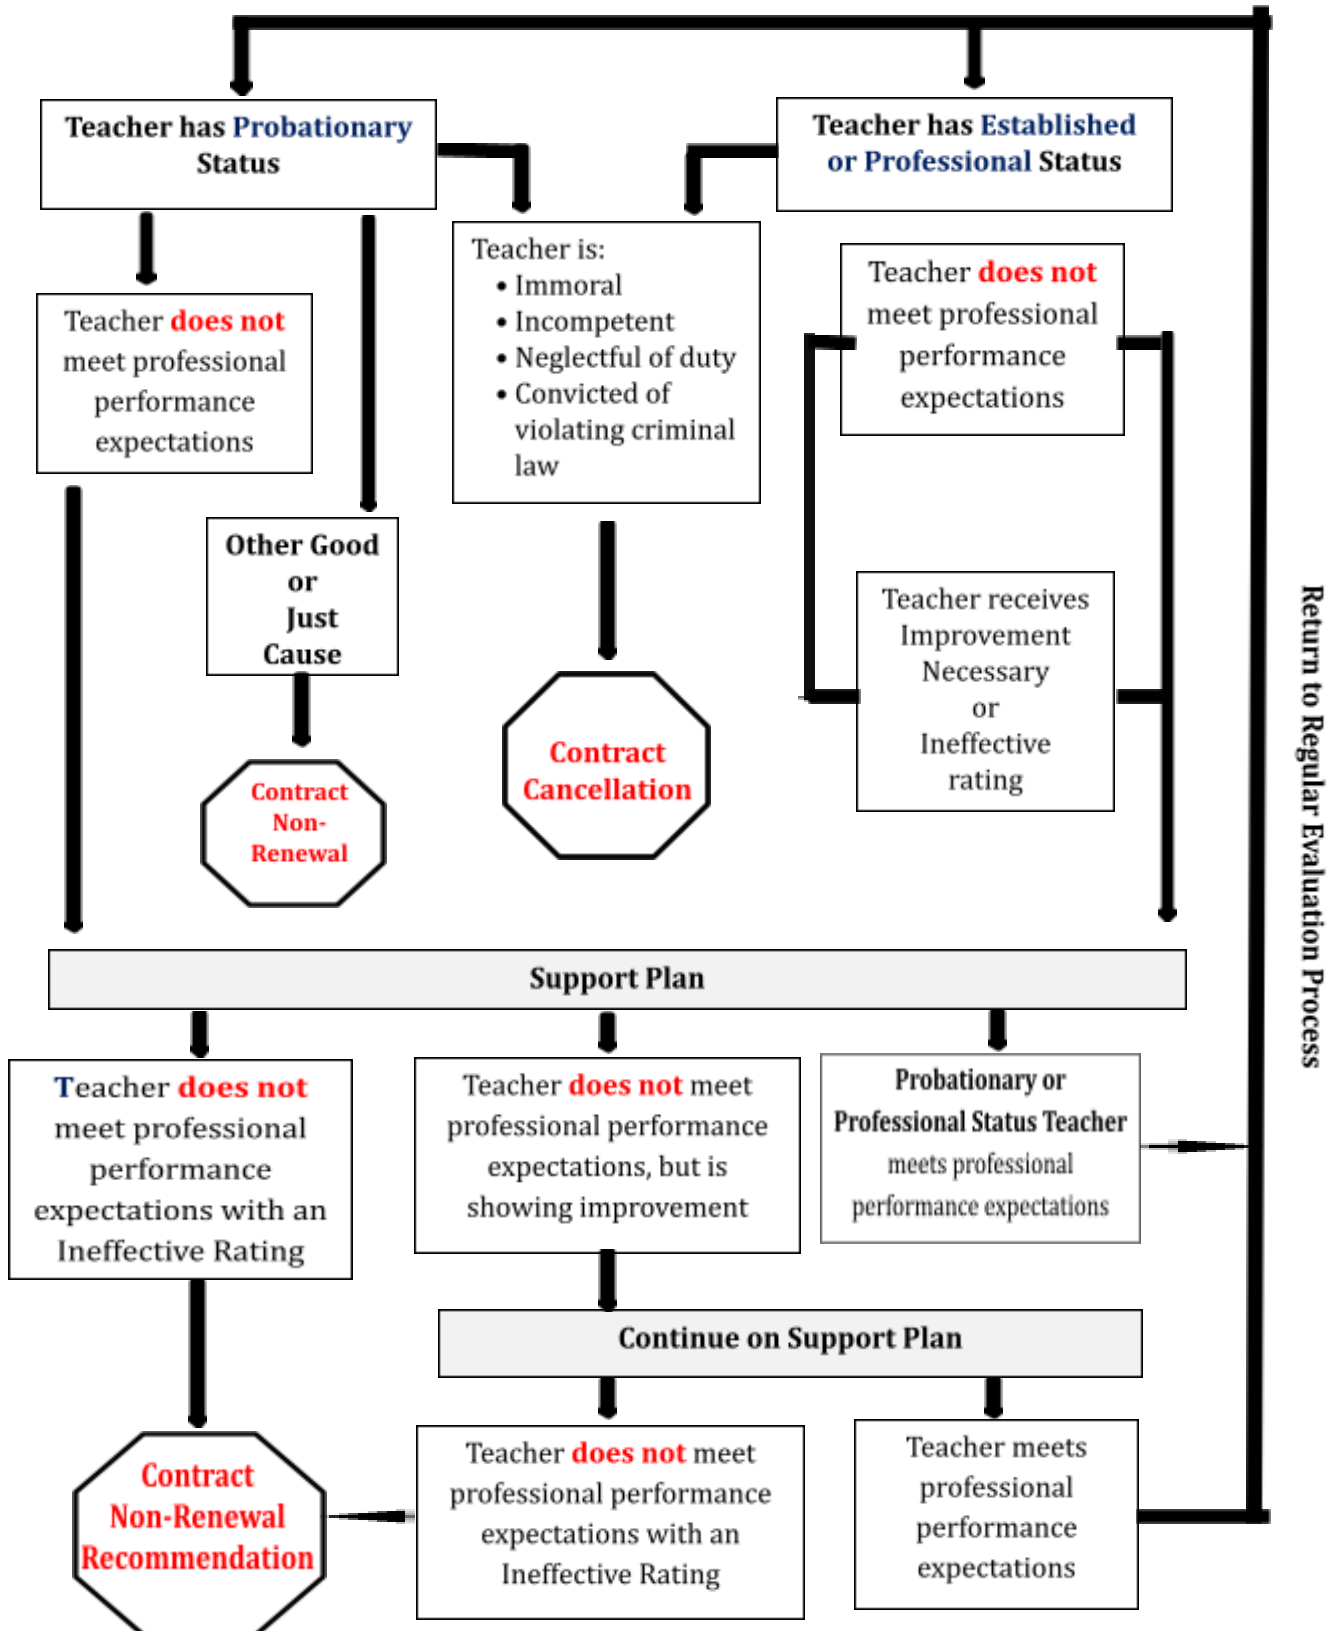 Teacher has Probationary
Status
Teacher has Established
or Professional Status
Teacher is:
• Immoral
• Incompetent
• Neglectful of duty
• Convicted of
violating criminal
law
Teacher does not
meet professional
performance
expectations
Teacher does not
meet professional
performance
expectations
Other Good
or
Just
Cause
Teacher receives
Improvement
Necessary
or
Ineffective
rating
Contract
Non-
Renewal
Contract
Cancellation
Return to Regular Evaluation Process
Support Plan
Teacher does not
meet professional
performance
expectations with an
Ineffective Rating
Teacher does not meet
professional performance
expectations, but is
showing improvement
Probationary or
Professional Status Teacher
meets professional
performance expectations
Continue on Support Plan
Contract
Non-Renewal
Recommendation
Teacher does not meet
professional performance
expectations with an
Ineffective Rating
Teacher meets
professional
performance
expectations